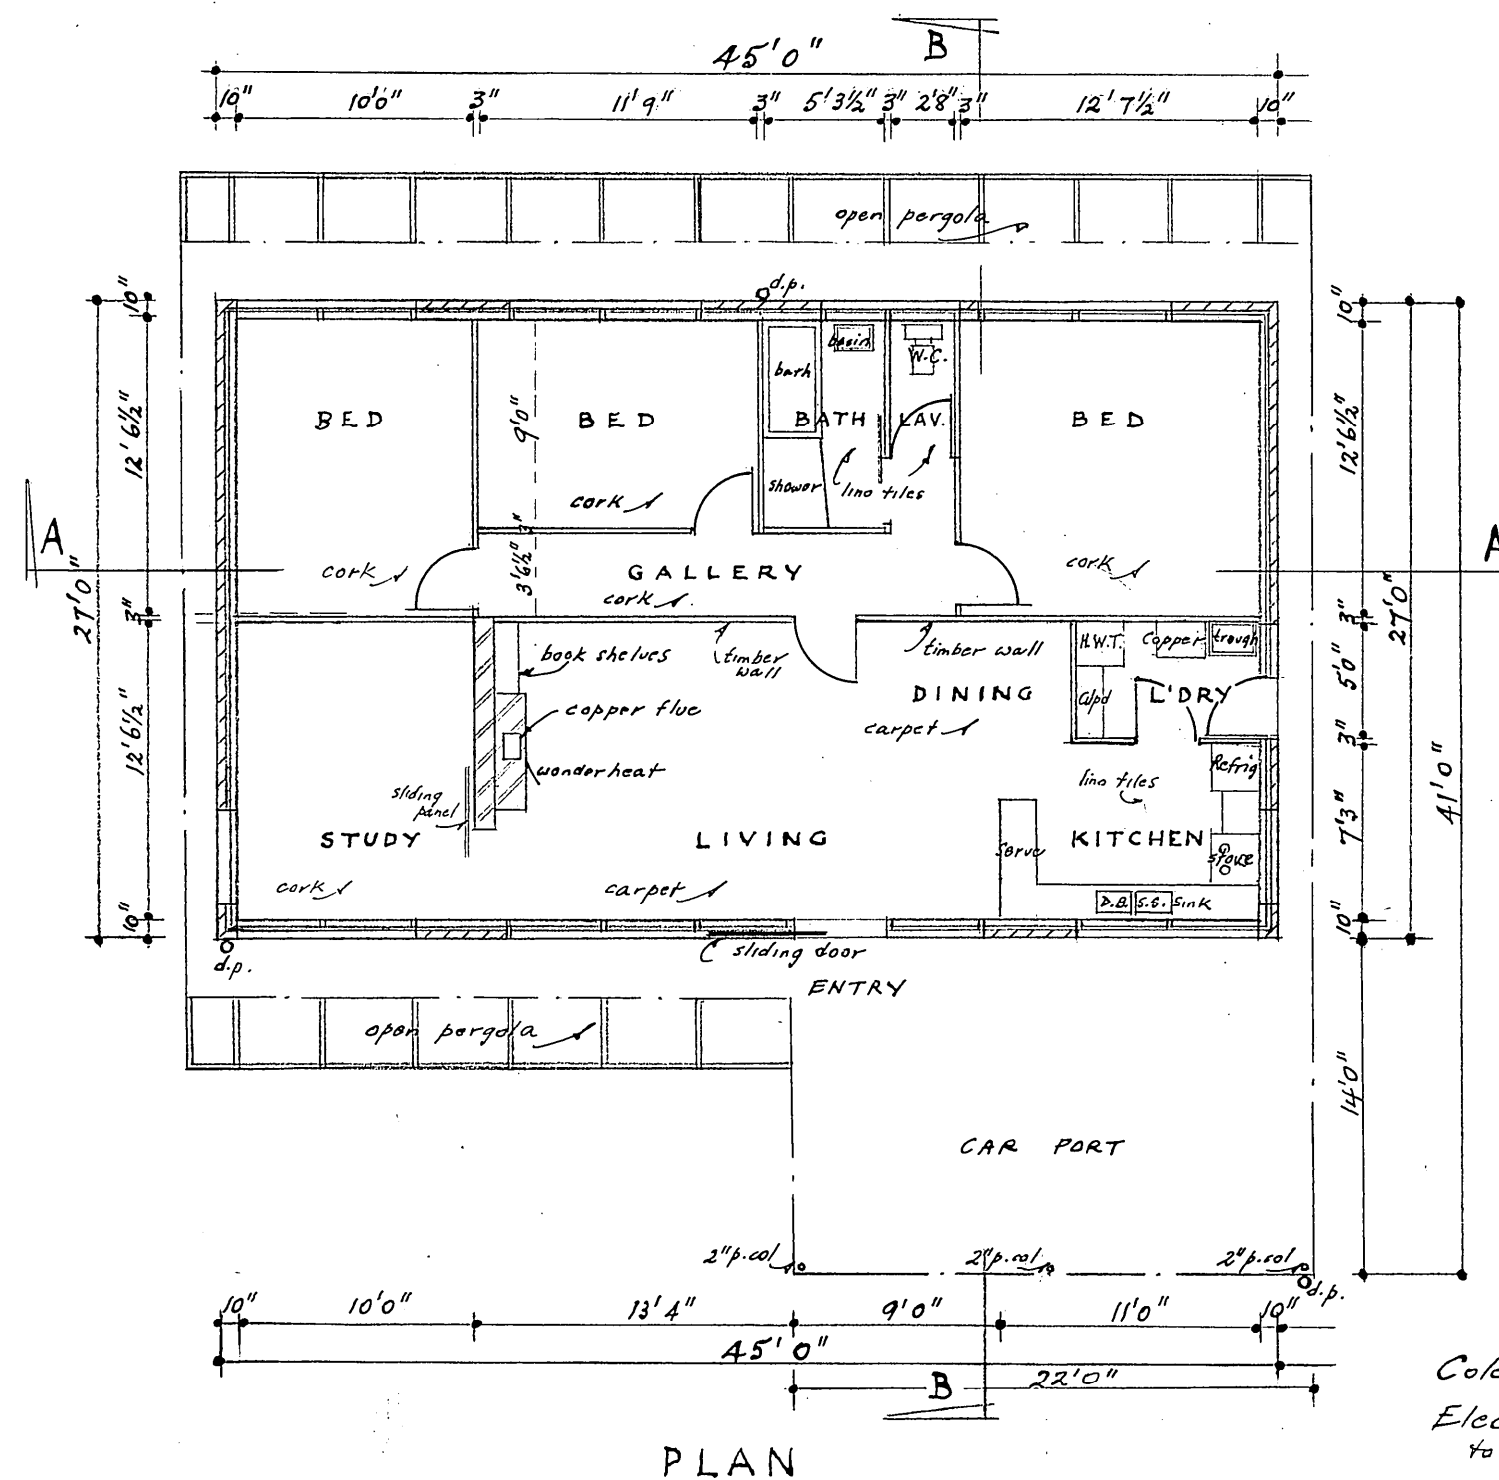 B
45'0"
10" 10'0" 3" 11'9" 3" 5'3½" 3" 2'8" 3" 12'7½" 10"
open pergola
d.p.
10" 12'6½" 3" 12'6½" 10"
27'0"
10" 12'6½" 3" 5'0" 3" 7'3" 10" 14'0"
27'0"
41'0"
basin
W.C.
bath
BED
9'0"
BED
BATH
LAV.
BED
cork
shower
lino tiles
A
A
3"
3'6½"
cork
GALLERY
cork
cork
book shelves
timber
wall
timber wall
H.W.T.
Copper
trough
Cupd
L'DRY
DINING
copper flue
carpet
wonderheat
lino tiles
Refrig
sliding
panel
STUDY
LIVING
Serve
KITCHEN
stove
cork
carpet
D.B. S.S. Sink
sliding door
d.p.
ENTRY
open pergola
CAR PORT
2"p.col
2"p.col
2"p.col
d.p.
10" 10'0" 13'4" 9'0" 11'0" 10"
45'0"
22'0"
B
Colo
Elec
to
PLAN